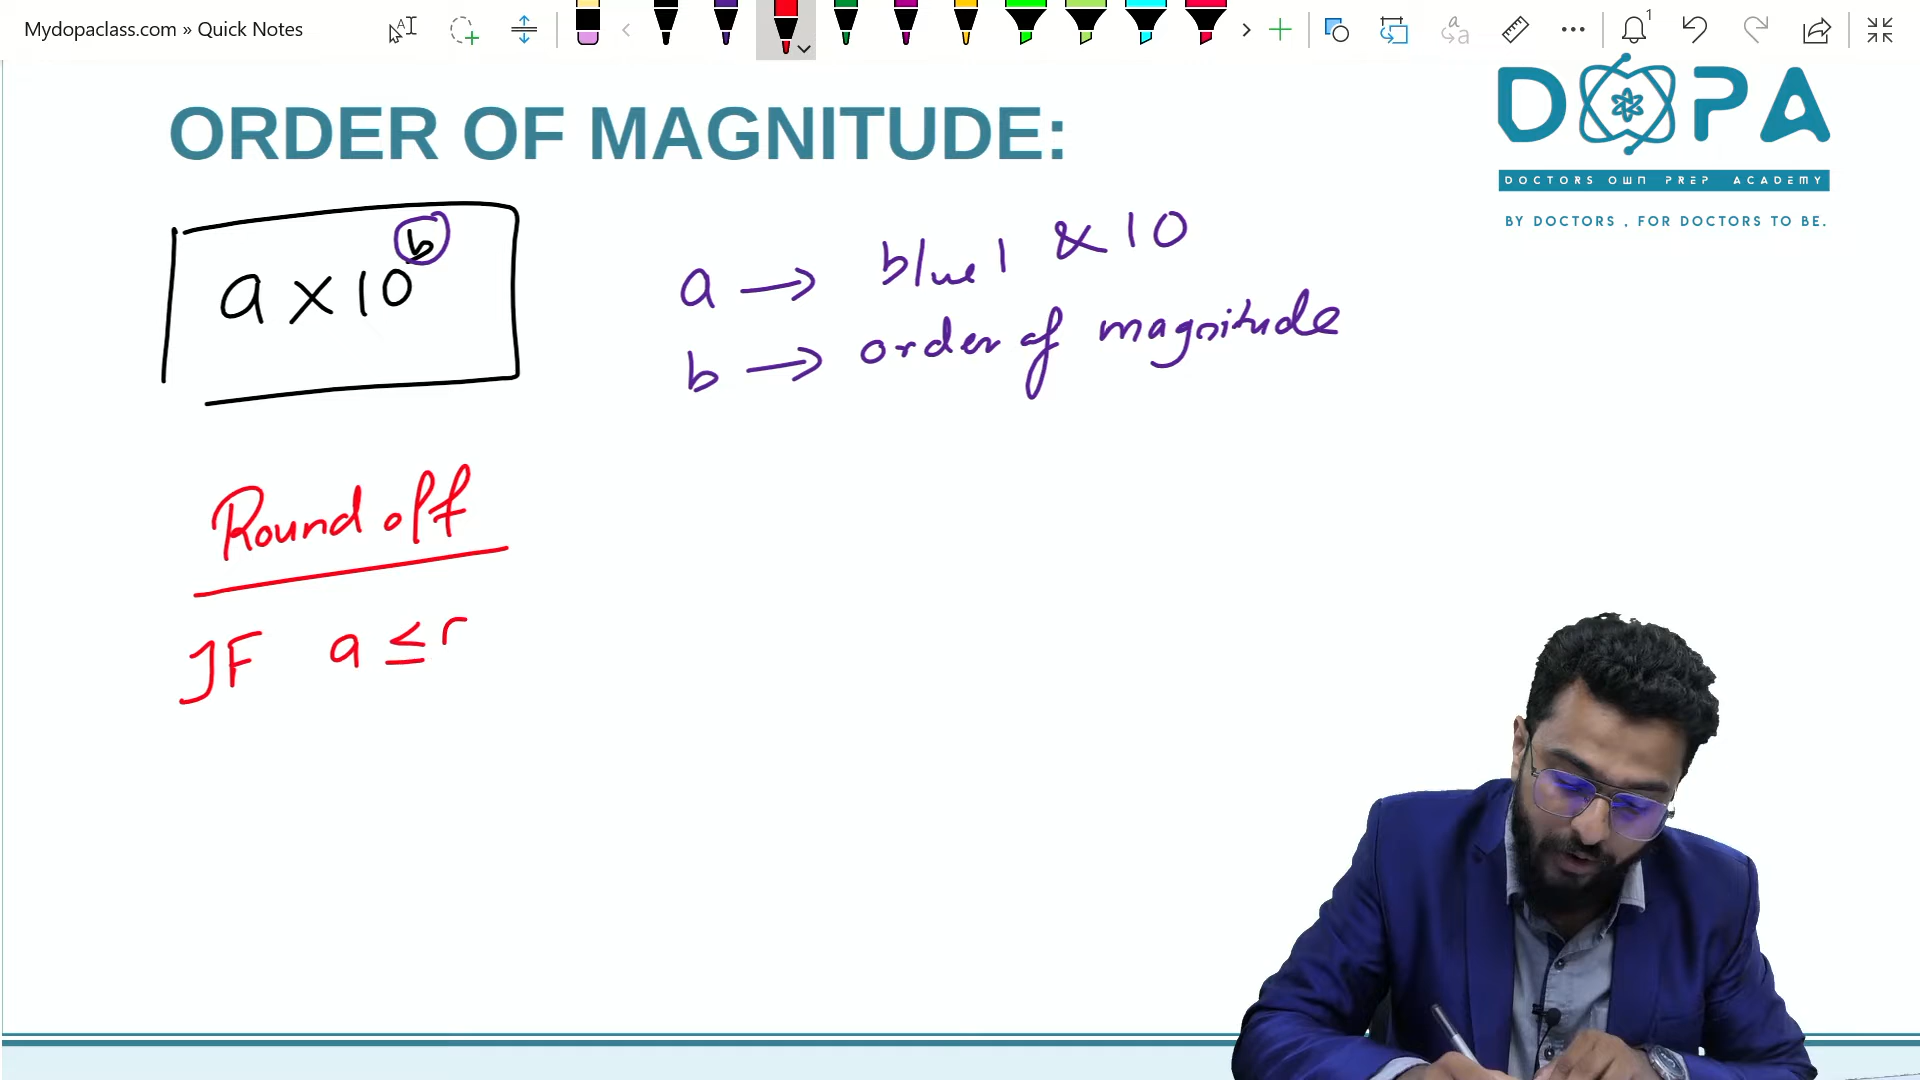 Mydopaclass.com » Quick Notes
ORDER OF MAGNITUDE:
DOPA
DOCTORS OWN PREP ACADEMY
BY DOCTORS , FOR DOCTORS TO BE.
a × 10^b
a → b/w 1 & 10
b → order of magnitude
Round off
IF a ≤